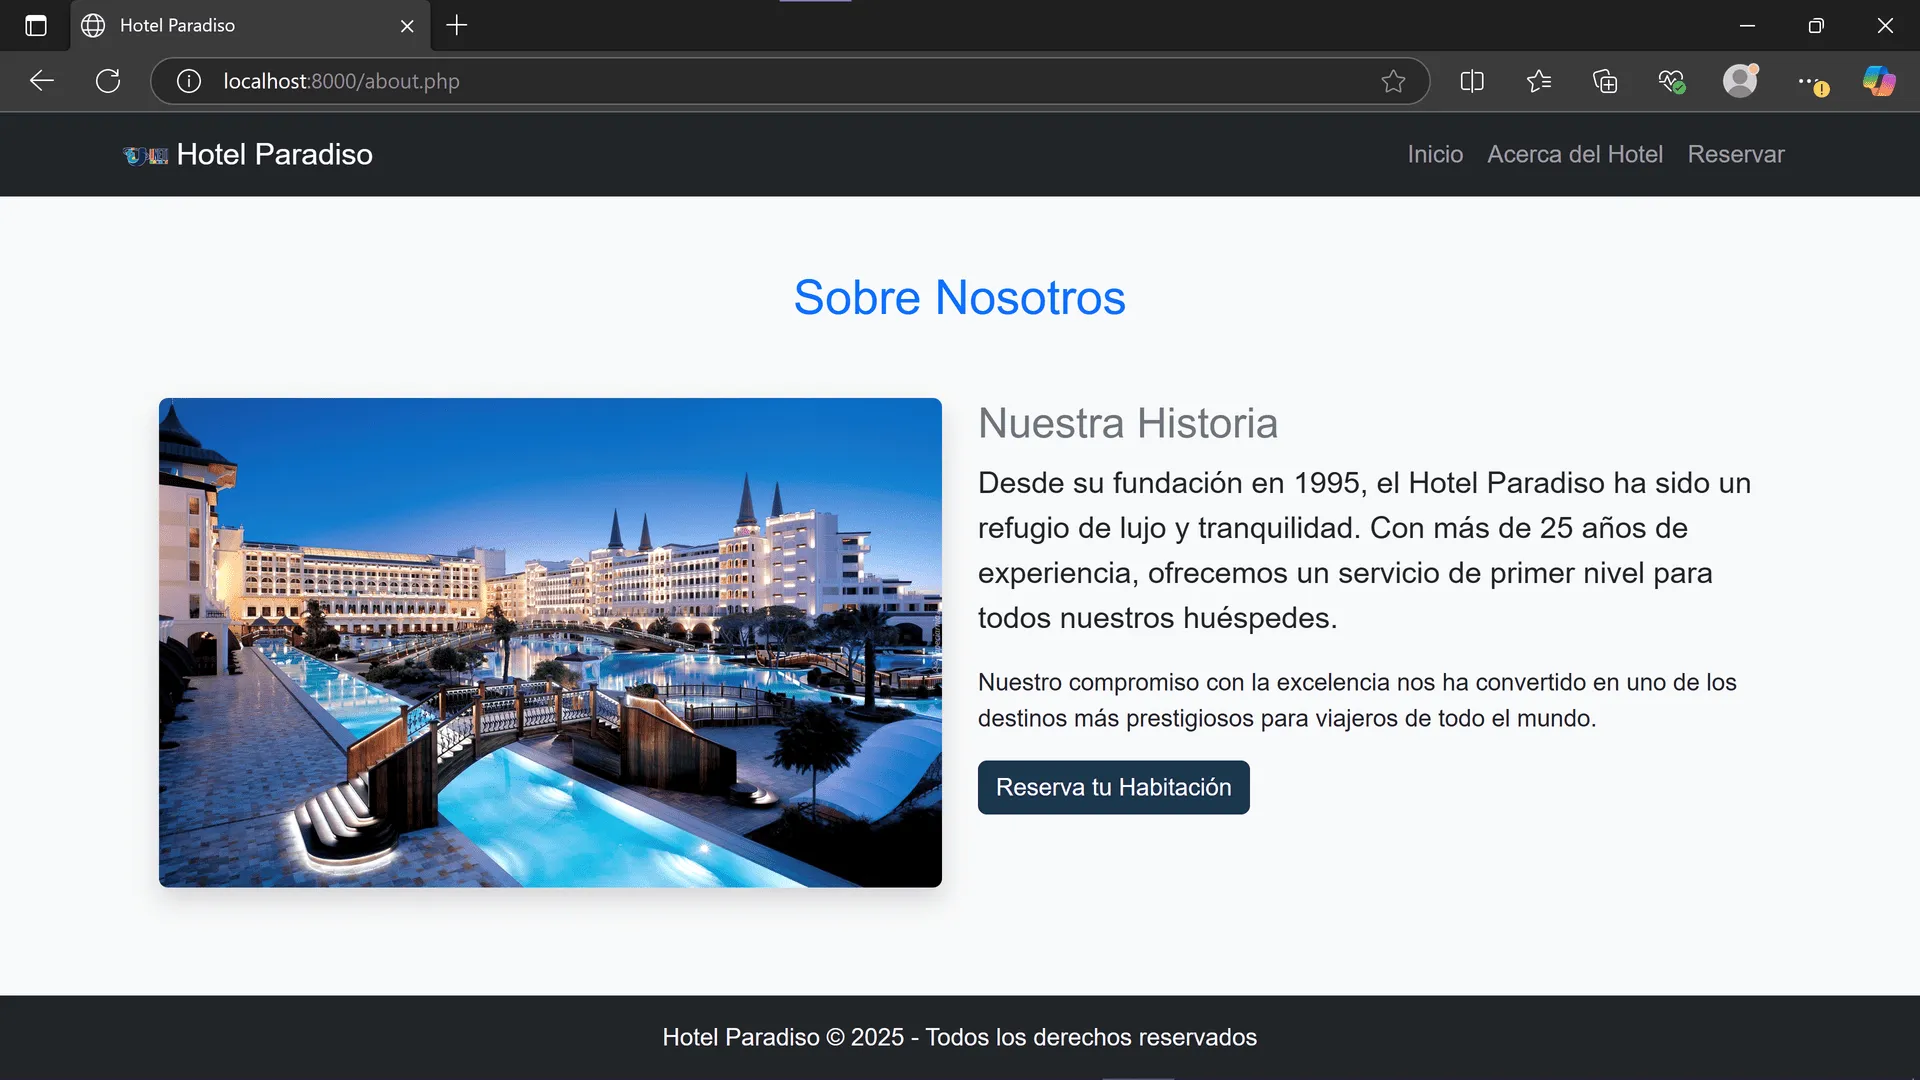 Hotel Paradiso
localhost:8000/about.php
Hotel Paradiso
Inicio Acerca del Hotel Reservar
Sobre Nosotros
Nuestra Historia
Desde su fundación en 1995, el Hotel Paradiso ha sido un
refugio de lujo y tranquilidad. Con más de 25 años de
experiencia, ofrecemos un servicio de primer nivel para
todos nuestros huéspedes.
Nuestro compromiso con la excelencia nos ha convertido en uno de los
destinos más prestigiosos para viajeros de todo el mundo.
Reserva tu Habitación
Hotel Paradiso © 2025 - Todos los derechos reservados